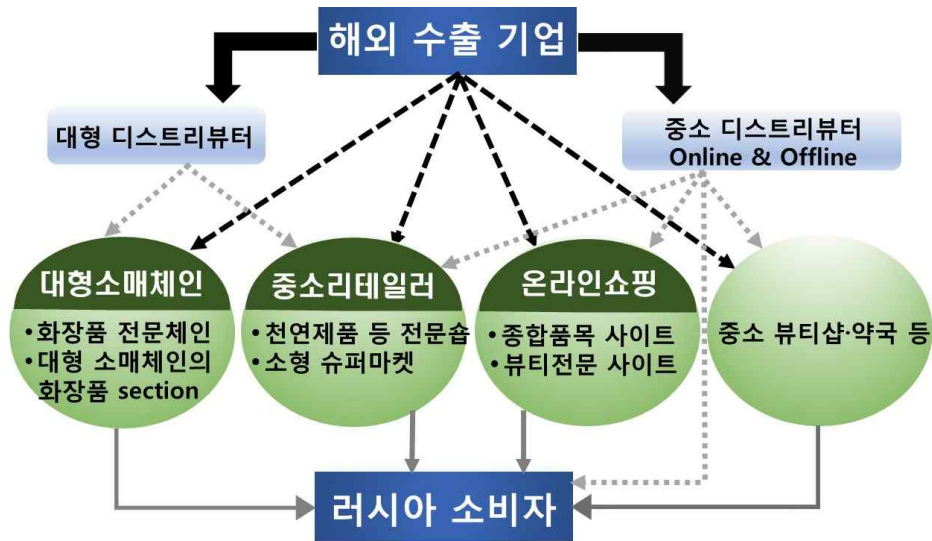 해외 수출 기업
대형 디스트리뷰터
중소 디스트리뷰터
Online & Offline
대형소매체인
• 화장품 전문체인
• 대형 소매체인의
화장품 section
중소리테일러
• 천연제품 등 전문숍
• 소형 슈퍼마켓
온라인쇼핑
• 종합품목 사이트
• 뷰티전문 사이트
중소 뷰티샵·약국 등
러시아 소비자